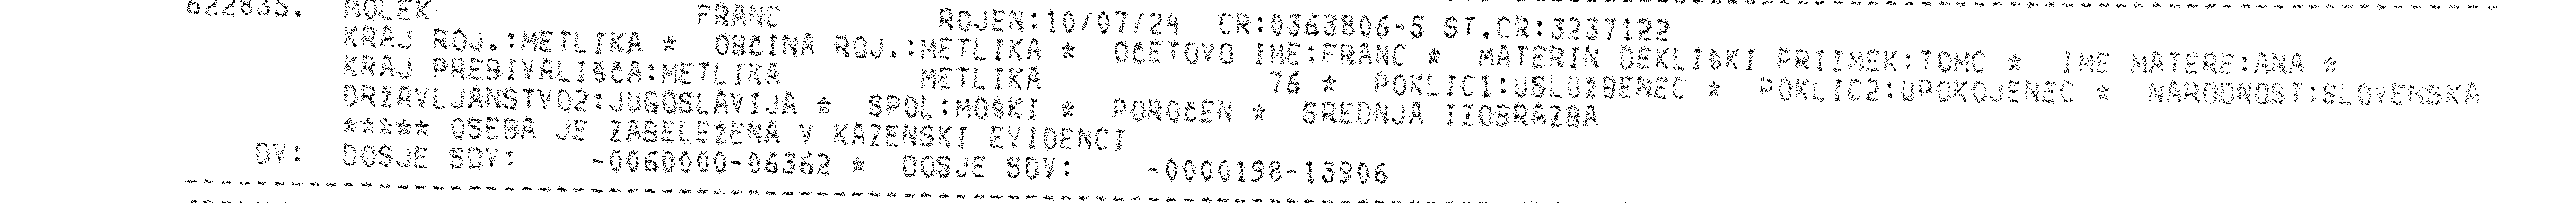 622835. MOLEK FRANC ROJEN:10/07/24 CR:0363806-5 ST.CR:3237122
KRAJ ROJ.:METLIKA * OBČINA ROJ.:METLIKA * OČETOVO IME:FRANC * MATERIN DEKLIŠKI PRIIMEK:TOMC * IME MATERE:ANA *
KRAJ PREBIVALIŠČA:METLIKA METLIKA 76 * POKLIC1:USLUŽBENEC * POKLIC2:UPOKOJENEC * NARODNOST:SLOVENSKA
DRŽAVLJANSTVO2:JUGOSLAVIJA * SPOL:MOŠKI * POROČEN * SREDNJA IZOBRAZBA
***** OSEBA JE ZABELEŽENA V KAZENSKI EVIDENCI
DV: DOSJE SDV: -0060000-06362 * DOSJE SDV: -0000198-13906